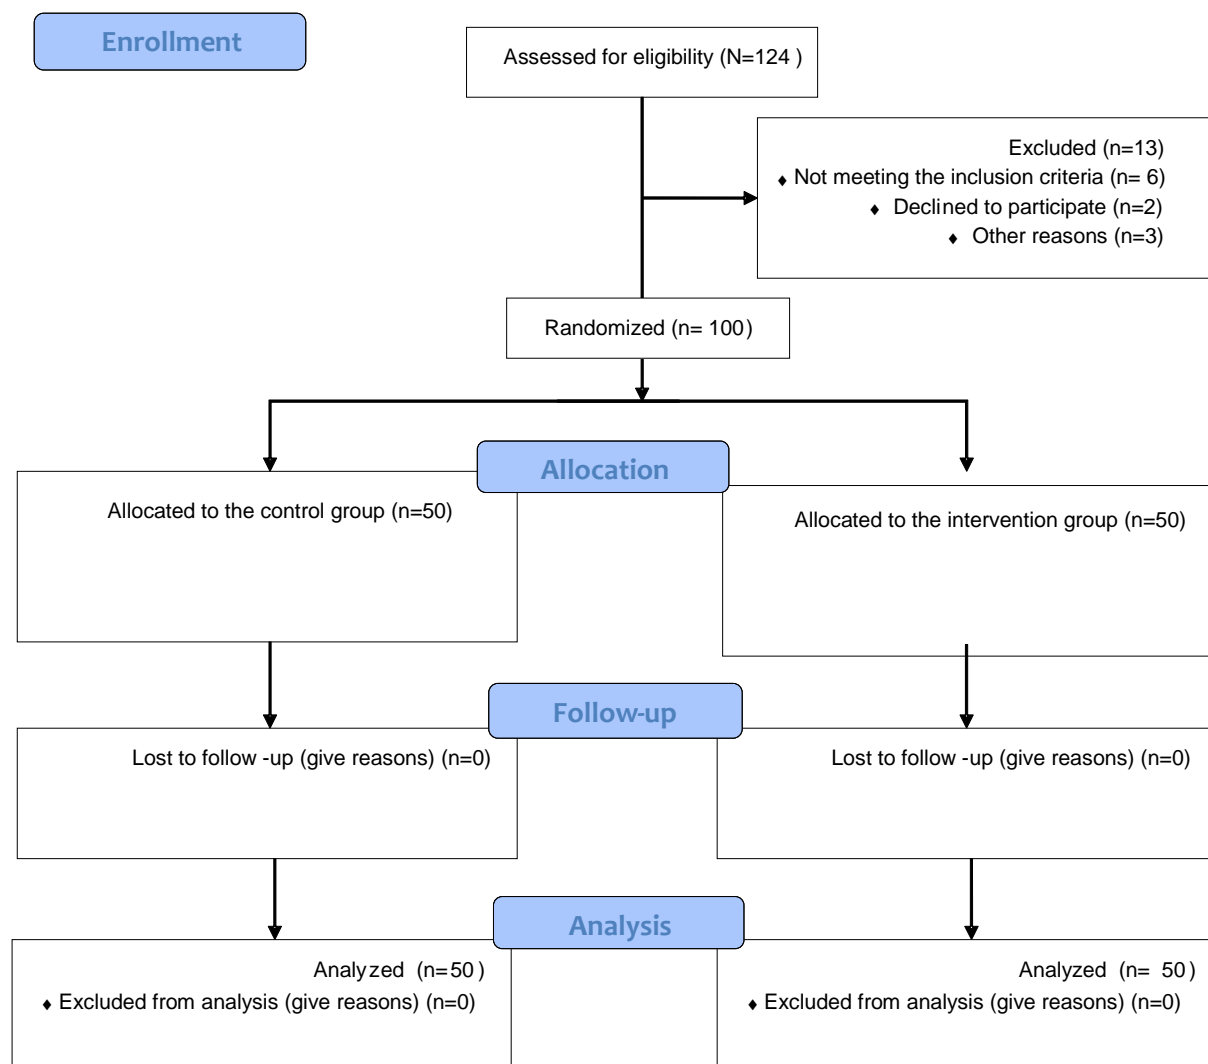 Enrollment
Assessed for eligibility (N=124 )
Excluded (n=13)
♦ Not meeting the inclusion criteria (n= 6)
♦ Declined to participate (n=2)
♦ Other reasons (n=3)
Randomized (n= 100)
Allocation
Allocated to the control group (n=50)
Allocated to the intervention group (n=50)
Follow-up
Lost to follow -up (give reasons) (n=0)
Lost to follow -up (give reasons) (n=0)
Analysis
Analyzed (n=50 )
♦ Excluded from analysis (give reasons) (n=0)
Analyzed (n= 50 )
♦ Excluded from analysis (give reasons) (n=0)